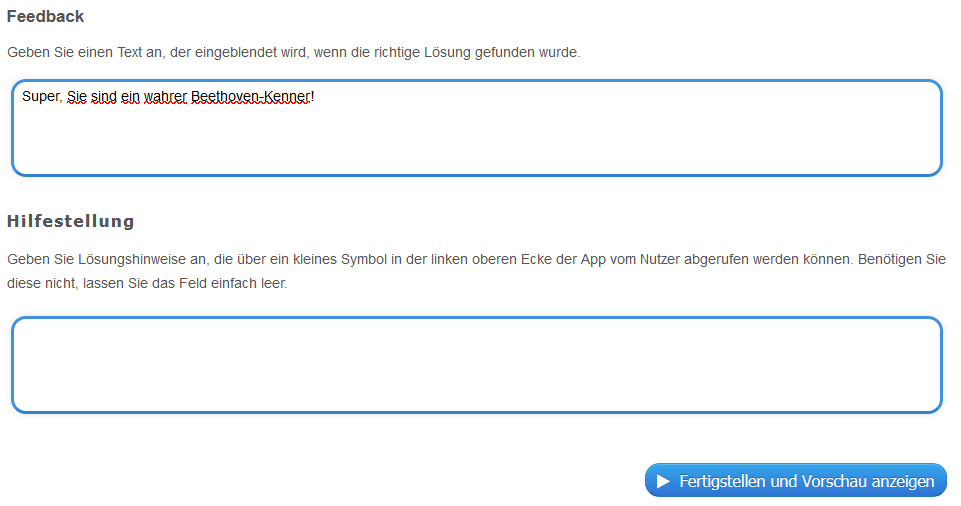 Feedback
Geben Sie einen Text an, der eingeblendet wird, wenn die richtige Lösung gefunden wurde.
Super, Sie sind ein wahrer Beethoven-Kenner!
Hilfestellung
Geben Sie Lösungshinweise an, die über ein kleines Symbol in der linken oberen Ecke der App vom Nutzer abgerufen werden können. Benötigen Sie
diese nicht, lassen Sie das Feld einfach leer.
Fertigstellen und Vorschau anzeigen